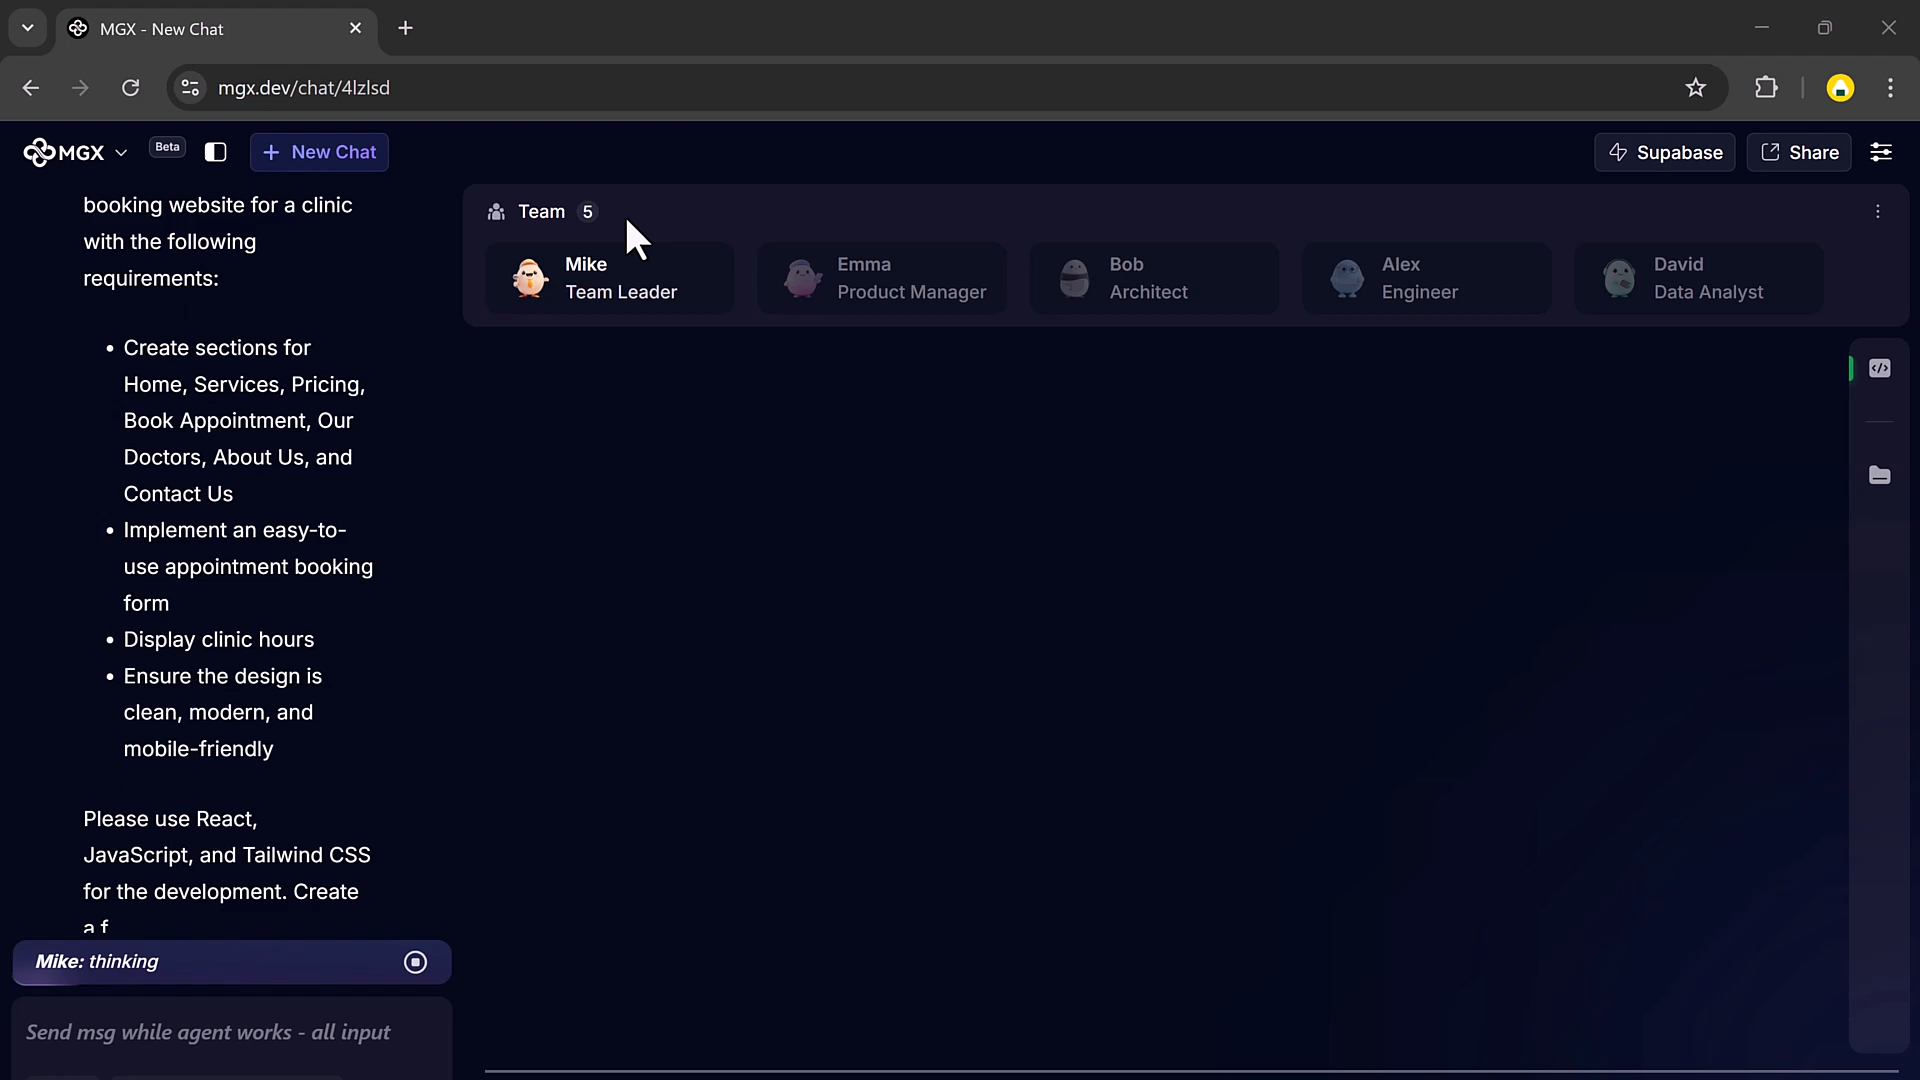 MGX - New Chat
mgx.dev/chat/4lzlsd
MGX
Beta
New Chat
Supabase
Share
booking website for a clinic
with the following
requirements:
• Create sections for
Home, Services, Pricing,
Book Appointment, Our
Doctors, About Us, and
Contact Us
• Implement an easy-to-
use appointment booking
form
• Display clinic hours
• Ensure the design is
clean, modern, and
mobile-friendly
Please use React,
JavaScript, and Tailwind CSS
for the development. Create
a f
Mike: thinking
Send msg while agent works - all input
Team 5
Mike
Team Leader
Emma
Product Manager
Bob
Architect
Alex
Engineer
David
Data Analyst